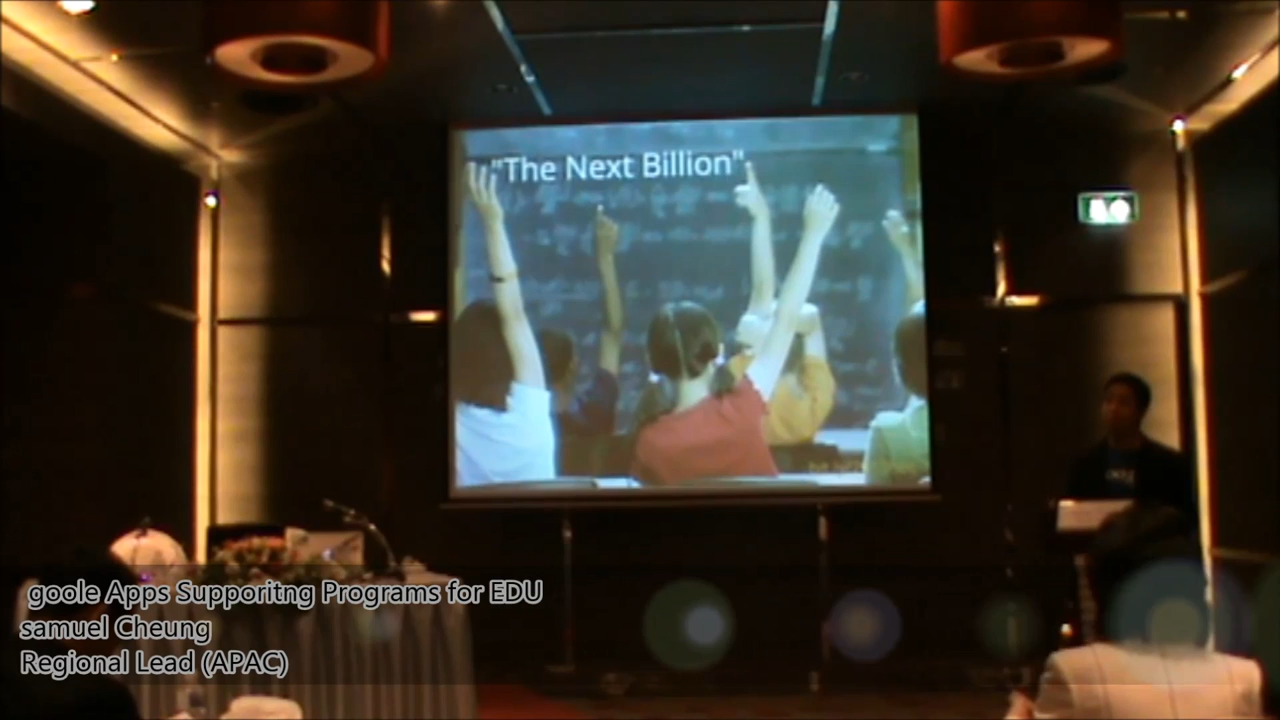 "The Next Billion"
goole Apps Supporitng Programs for EDU
samuel Cheung
Regional Lead (APAC)